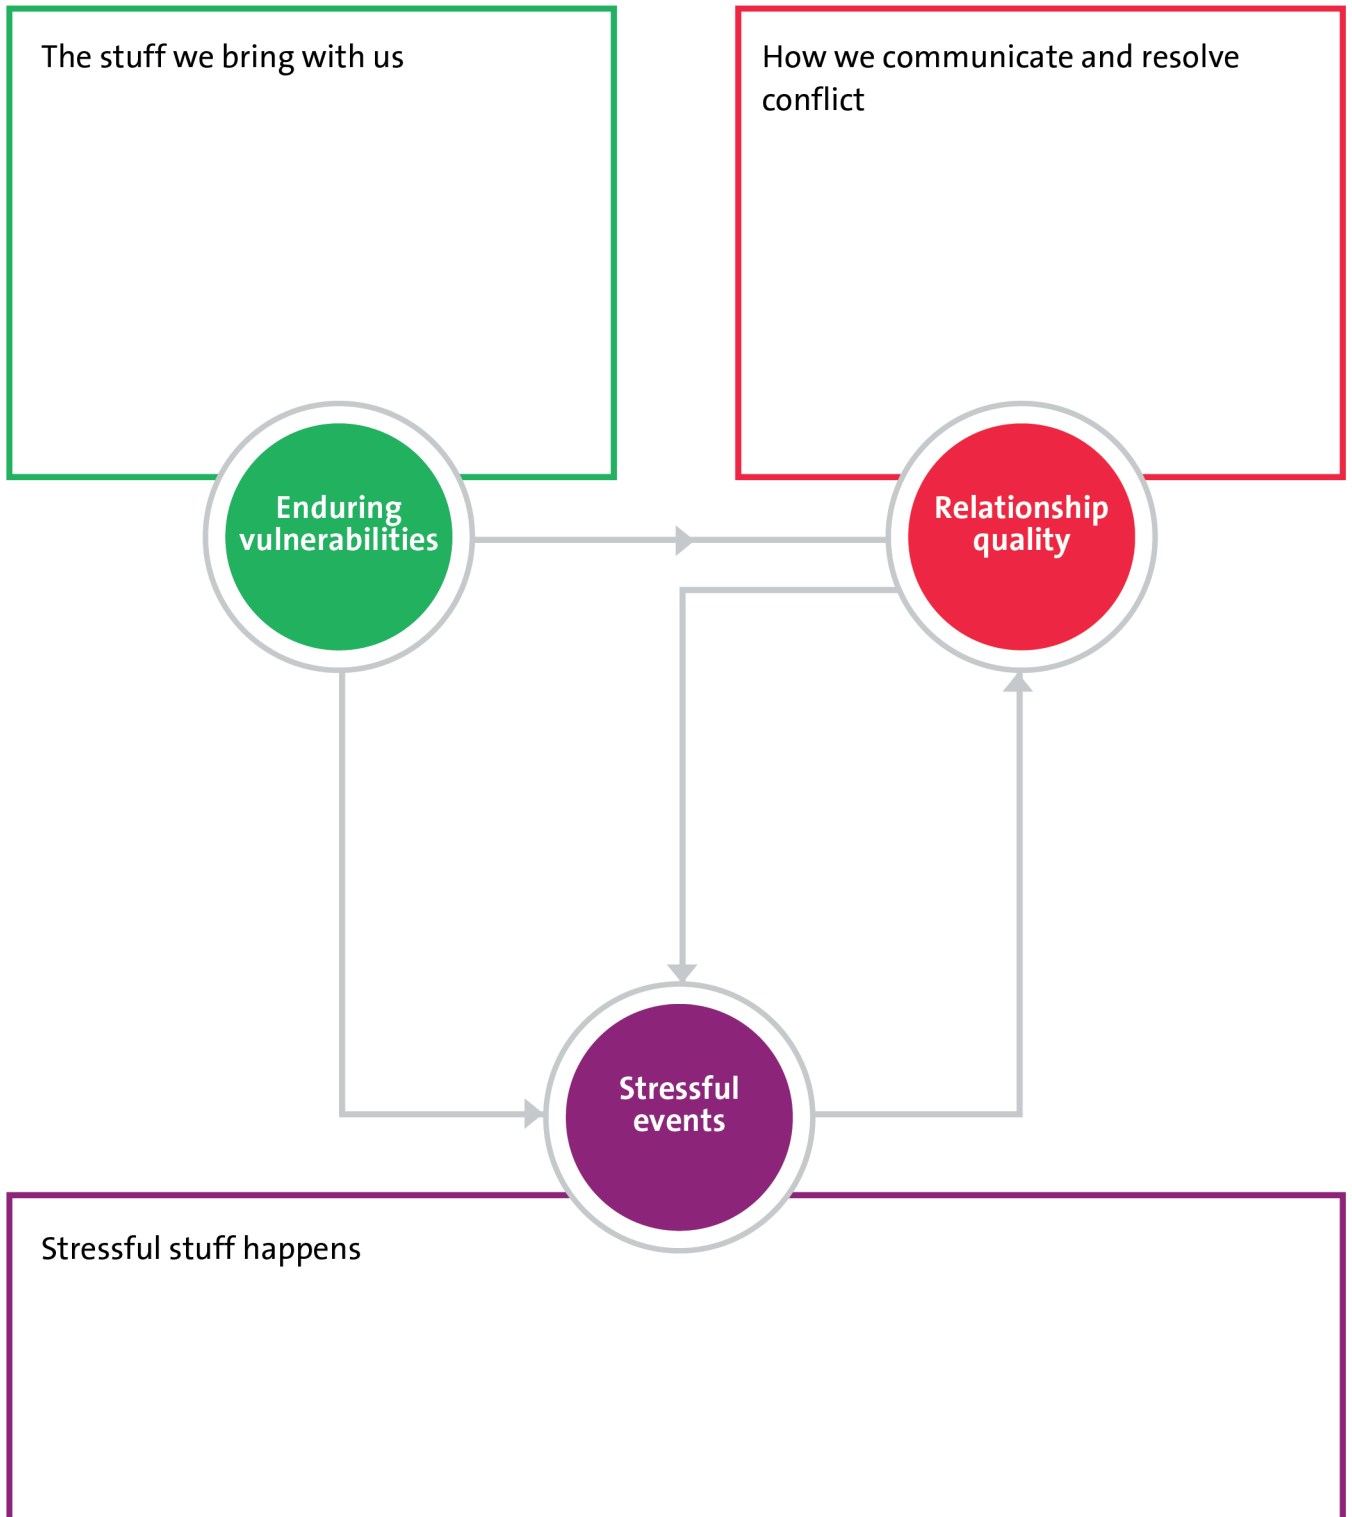 The stuff we bring with us
How we communicate and resolve
conflict
Enduring
vulnerabilities
Relationship
quality
Stressful
events
Stressful stuff happens